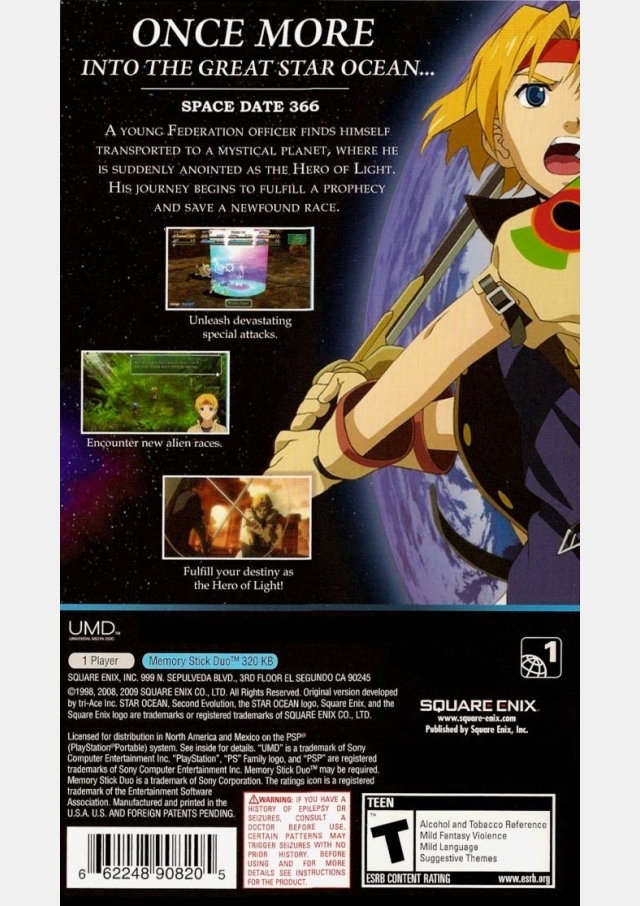 ONCE MORE
INTO THE GREAT STAR OCEAN...
SPACE DATE 366
A YOUNG FEDERATION OFFICER FINDS HIMSELF
TRANSPORTED TO A MYSTICAL PLANET, WHERE HE
IS SUDDENLY ANOINTED AS THE HERO OF LIGHT.
HIS JOURNEY BEGINS TO FULFILL A PROPHECY
AND SAVE A NEWFOUND RACE.
Unleash devastating
special attacks.
Encounter new alien races.
Fulfill your destiny as
the Hero of Light!
UMD™
UNIVERSAL MEDIA DISC
1 Player
Memory Stick Duo™ 320 KB
1
SQUARE ENIX, INC. 999 N. SEPULVEDA BLVD., 3RD FLOOR EL SEGUNDO CA 90245
©1998, 2008, 2009 SQUARE ENIX CO., LTD. All Rights Reserved. Original version developed
by tri-Ace Inc. STAR OCEAN, Second Evolution, the STAR OCEAN logo, Square Enix, and the
Square Enix logo are trademarks or registered trademarks of SQUARE ENIX CO., LTD.
SQUARE ENIX.
www.square-enix.com
Published by Square Enix, Inc.
Licensed for distribution in North America and Mexico on the PSP®
(PlayStation®Portable) system. See inside for details. "UMD" is a trademark of Sony
Computer Entertainment Inc. "PlayStation", "PS" Family logo, and "PSP" are registered
trademarks of Sony Computer Entertainment Inc. Memory Stick Duo™ may be required.
Memory Stick Duo is a trademark of Sony Corporation. The ratings icon is a registered
trademark of the Entertainment Software
Association. Manufactured and printed in the
U.S.A. U.S. AND FOREIGN PATENTS PENDING.
WARNING: IF YOU HAVE A
HISTORY OF EPILEPSY OR
SEIZURES, CONSULT A
DOCTOR BEFORE USE.
CERTAIN PATTERNS MAY
TRIGGER SEIZURES WITH NO
PRIOR HISTORY. BEFORE
USING AND FOR MORE
DETAILS SEE INSTRUCTIONS
FOR THE PRODUCT.
TEEN
T
Alcohol and Tobacco Reference
Mild Fantasy Violence
Mild Language
Suggestive Themes
ESRB CONTENT RATING www.esrb.org
6 62248 90820 5